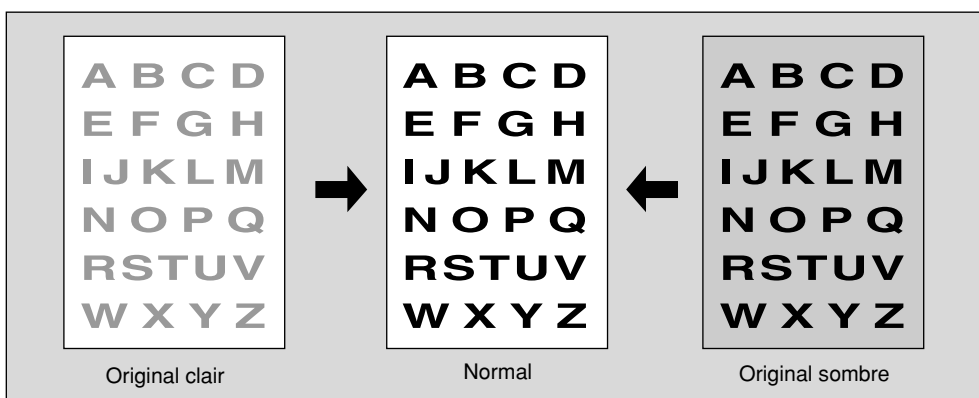 A B C D
E F G H
I J K L M
N O P Q
R S T U V
W X Y Z
Original clair
A B C D
E F G H
I J K L M
N O P Q
R S T U V
W X Y Z
Normal
A B C D
E F G H
I J K L M
N O P Q
R S T U V
W X Y Z
Original sombre